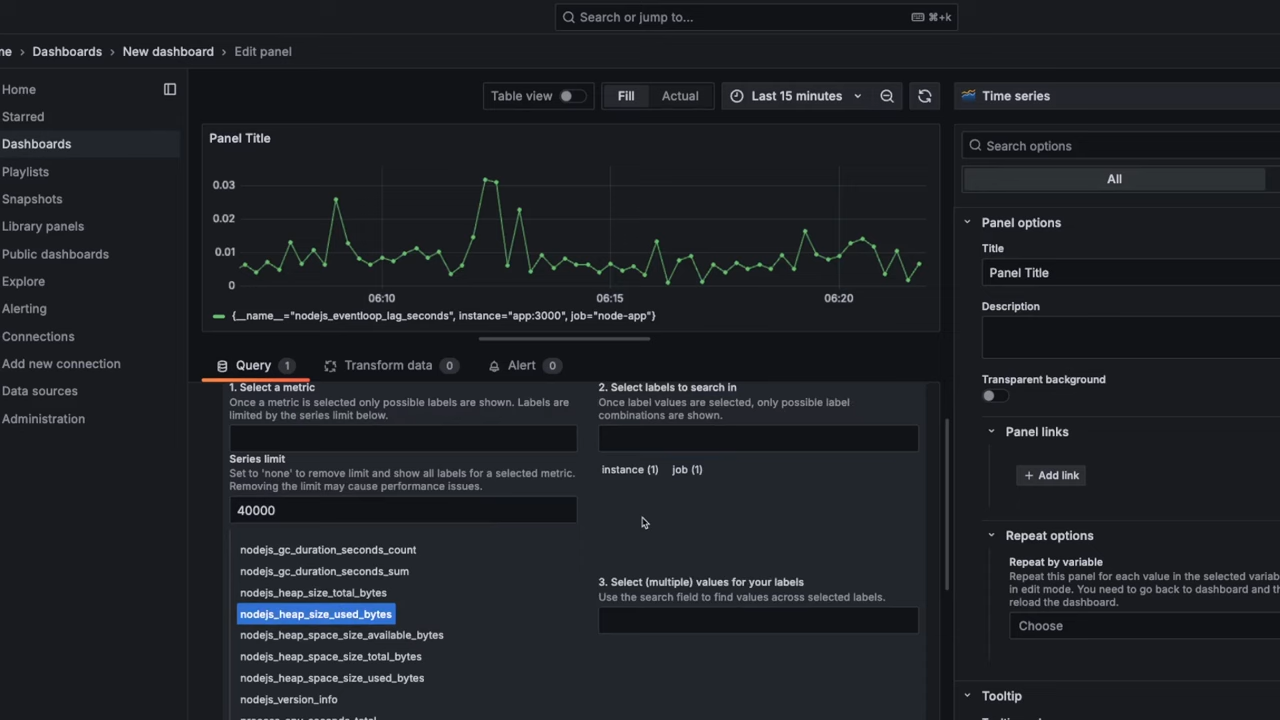 Search or jump to...
⌘+k
Dashboards › New dashboard › Edit panel
Home
Starred
Dashboards
Playlists
Snapshots
Library panels
Public dashboards
Explore
Alerting
Connections
Add new connection
Data sources
Administration
Table view
Fill
Actual
Last 15 minutes
Panel Title
0.03
0.02
0.01
0
06:10
06:15
06:20
{__name__="nodejs_eventloop_lag_seconds", instance="app:3000", job="node-app"}
Query 1
Transform data 0
Alert 0
1. Select a metric
Once a metric is selected only possible labels are shown. Labels are
limited by the series limit below.
Series limit
Set to 'none' to remove limit and show all labels for a selected metric.
Removing the limit may cause performance issues.
40000
nodejs_gc_duration_seconds_count
nodejs_gc_duration_seconds_sum
nodejs_heap_size_total_bytes
nodejs_heap_size_used_bytes
nodejs_heap_space_size_available_bytes
nodejs_heap_space_size_total_bytes
nodejs_heap_space_size_used_bytes
nodejs_version_info
2. Select labels to search in
Once label values are selected, only possible label
combinations are shown.
instance (1)
job (1)
3. Select (multiple) values for your labels
Use the search field to find values across selected labels.
Time series
Search options
All
Panel options
Title
Panel Title
Description
Transparent background
Panel links
+ Add link
Repeat options
Repeat by variable
Repeat this panel for each value in the selected
in edit mode. You need to go back to dashboard and
reload the dashboard.
Choose
Tooltip